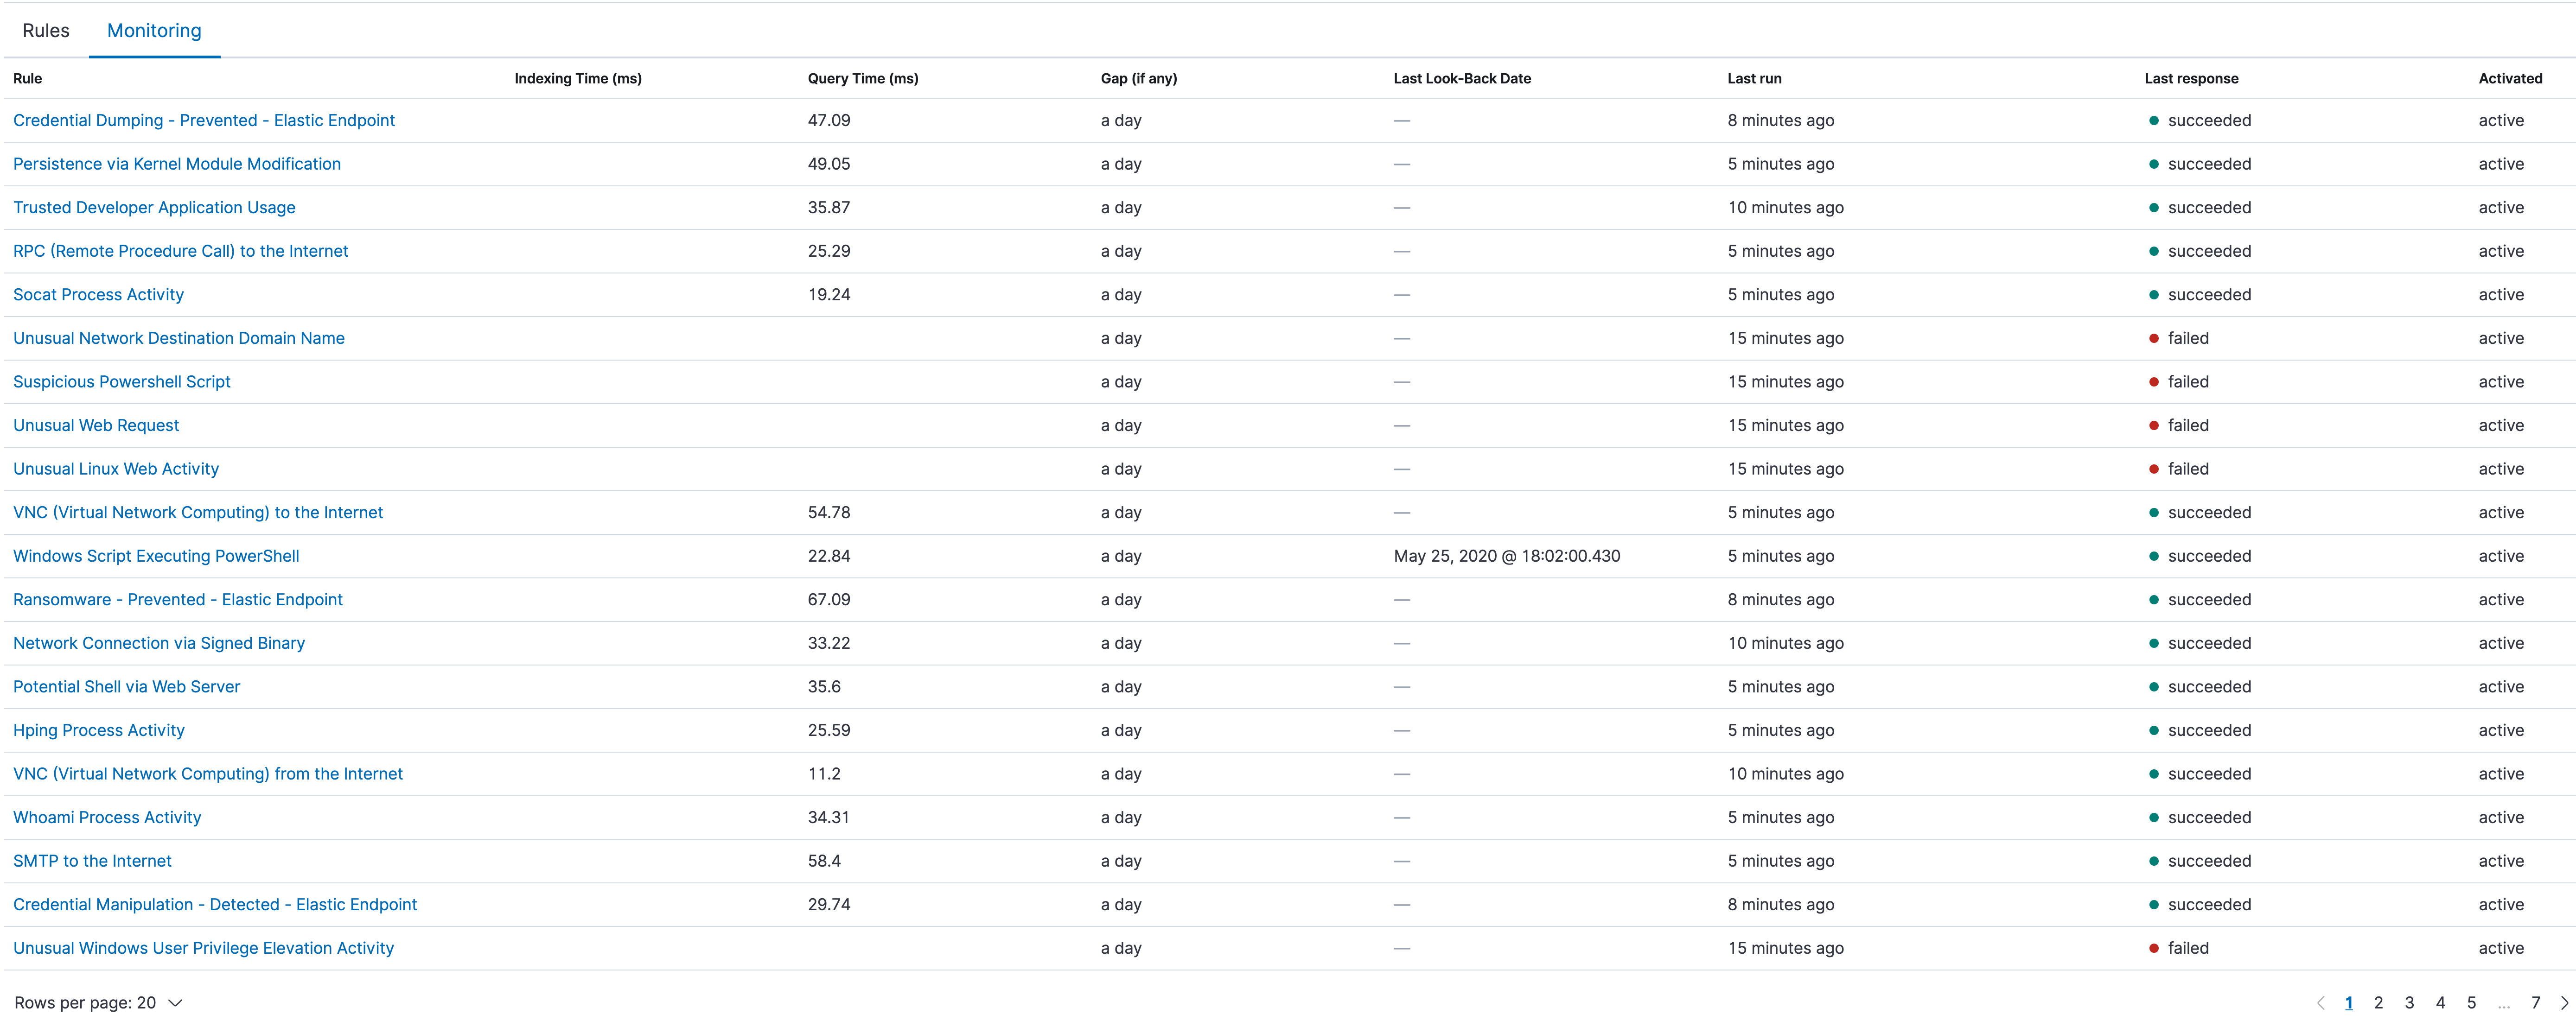 Rules Monitoring
Rule Indexing Time (ms) Query Time (ms) Gap (if any) Last Look-Back Date Last run Last response Activated
Credential Dumping - Prevented - Elastic Endpoint 47.09 a day — 8 minutes ago succeeded active
Persistence via Kernel Module Modification 49.05 a day — 5 minutes ago succeeded active
Trusted Developer Application Usage 35.87 a day — 10 minutes ago succeeded active
RPC (Remote Procedure Call) to the Internet 25.29 a day — 5 minutes ago succeeded active
Socat Process Activity 19.24 a day — 5 minutes ago succeeded active
Unusual Network Destination Domain Name a day — 15 minutes ago failed active
Suspicious Powershell Script a day — 15 minutes ago failed active
Unusual Web Request a day — 15 minutes ago failed active
Unusual Linux Web Activity a day — 15 minutes ago failed active
VNC (Virtual Network Computing) to the Internet 54.78 a day — 5 minutes ago succeeded active
Windows Script Executing PowerShell 22.84 a day May 25, 2020 @ 18:02:00.430 5 minutes ago succeeded active
Ransomware - Prevented - Elastic Endpoint 67.09 a day — 8 minutes ago succeeded active
Network Connection via Signed Binary 33.22 a day — 10 minutes ago succeeded active
Potential Shell via Web Server 35.6 a day — 5 minutes ago succeeded active
Hping Process Activity 25.59 a day — 5 minutes ago succeeded active
VNC (Virtual Network Computing) from the Internet 11.2 a day — 10 minutes ago succeeded active
Whoami Process Activity 34.31 a day — 5 minutes ago succeeded active
SMTP to the Internet 58.4 a day — 5 minutes ago succeeded active
Credential Manipulation - Detected - Elastic Endpoint 29.74 a day — 8 minutes ago succeeded active
Unusual Windows User Privilege Elevation Activity a day — 15 minutes ago failed active
Rows per page: 20 1 2 3 4 5 ... 7